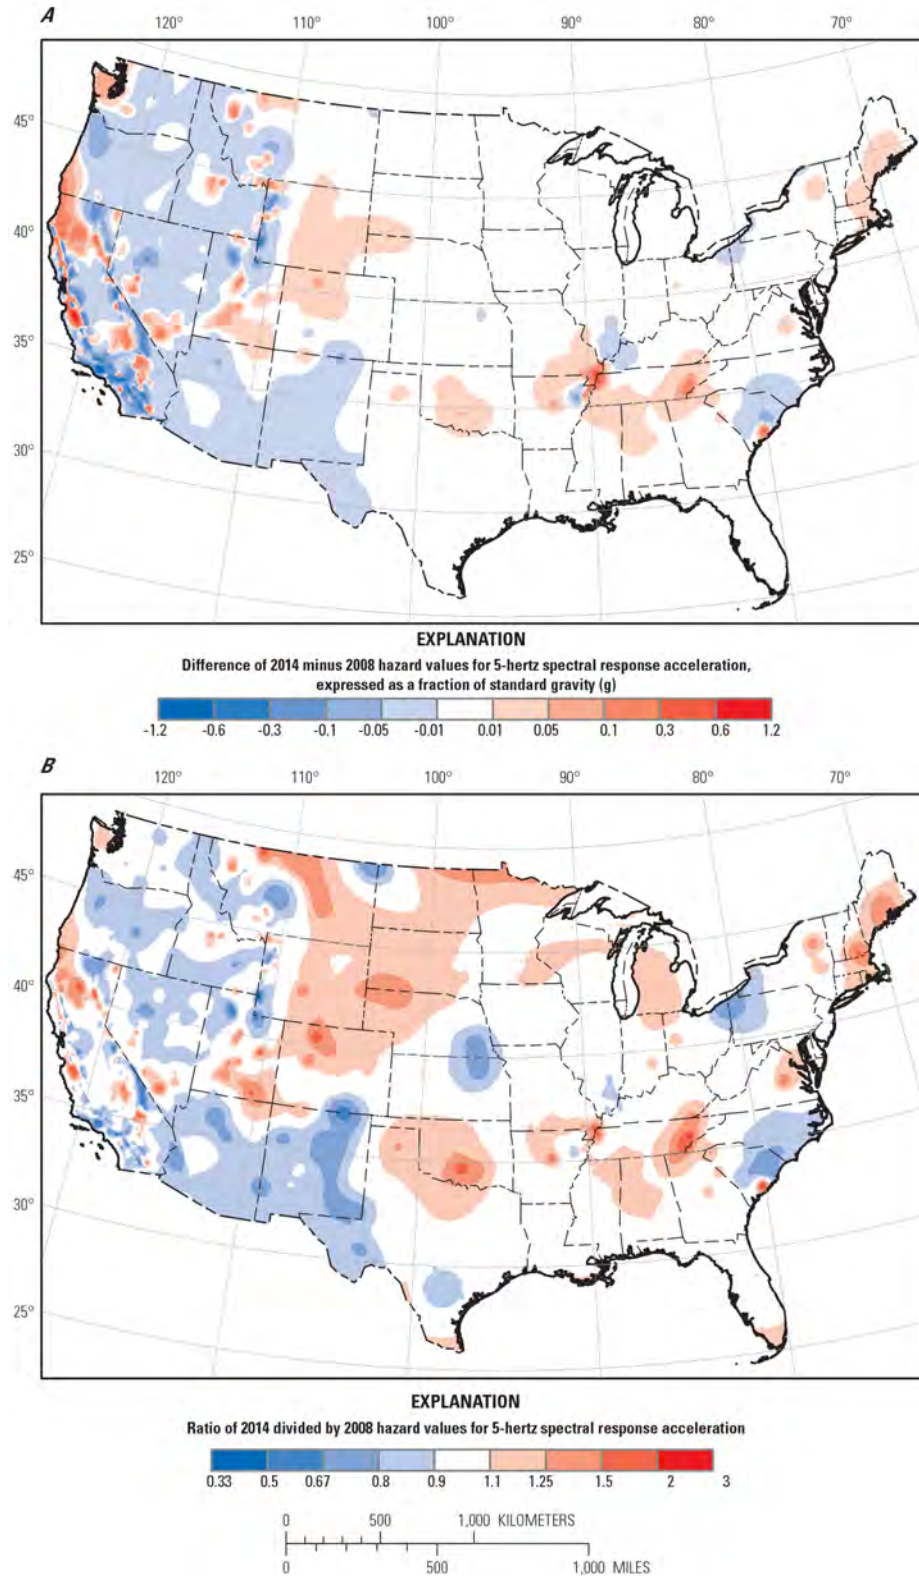 A
120° 110° 100° 90° 80° 70°
45°
40°
35°
30°
25°
EXPLANATION
Difference of 2014 minus 2008 hazard values for 5-hertz spectral response acceleration,
expressed as a fraction of standard gravity (g)
-1.2 -0.6 -0.3 -0.1 -0.05 -0.01 0.01 0.05 0.1 0.3 0.6 1.2
B
120° 110° 100° 90° 80° 70°
45°
40°
35°
30°
25°
EXPLANATION
Ratio of 2014 divided by 2008 hazard values for 5-hertz spectral response acceleration
0.33 0.5 0.67 0.8 0.9 1.1 1.25 1.5 2 3
0 500 1,000 KILOMETERS
0 500 1,000 MILES